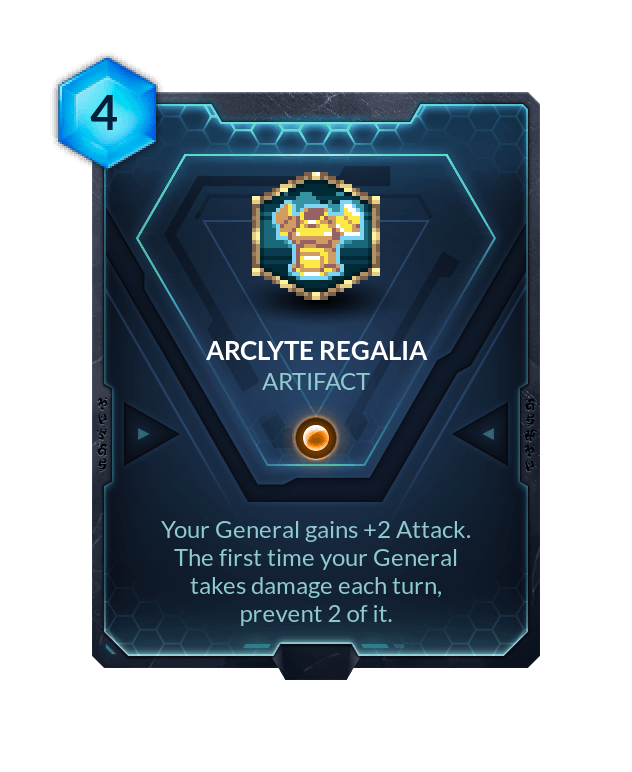 4
ARCLYTE REGALIA
ARTIFACT
Your General gains +2 Attack.
The first time your General
takes damage each turn,
prevent 2 of it.